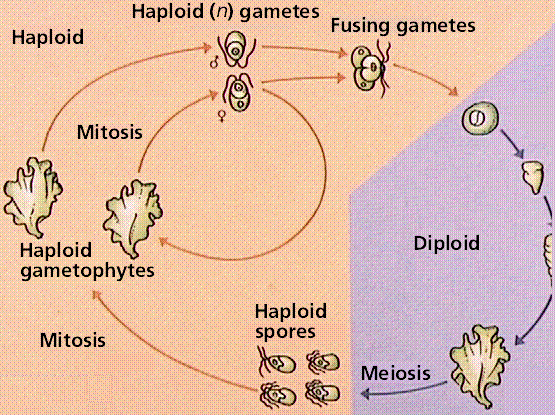 Haploid (n) gametes
Fusing gametes
Haploid
♂
♀
Mitosis
Haploid
gametophytes
Diploid
Haploid
spores
Mitosis
Meiosis